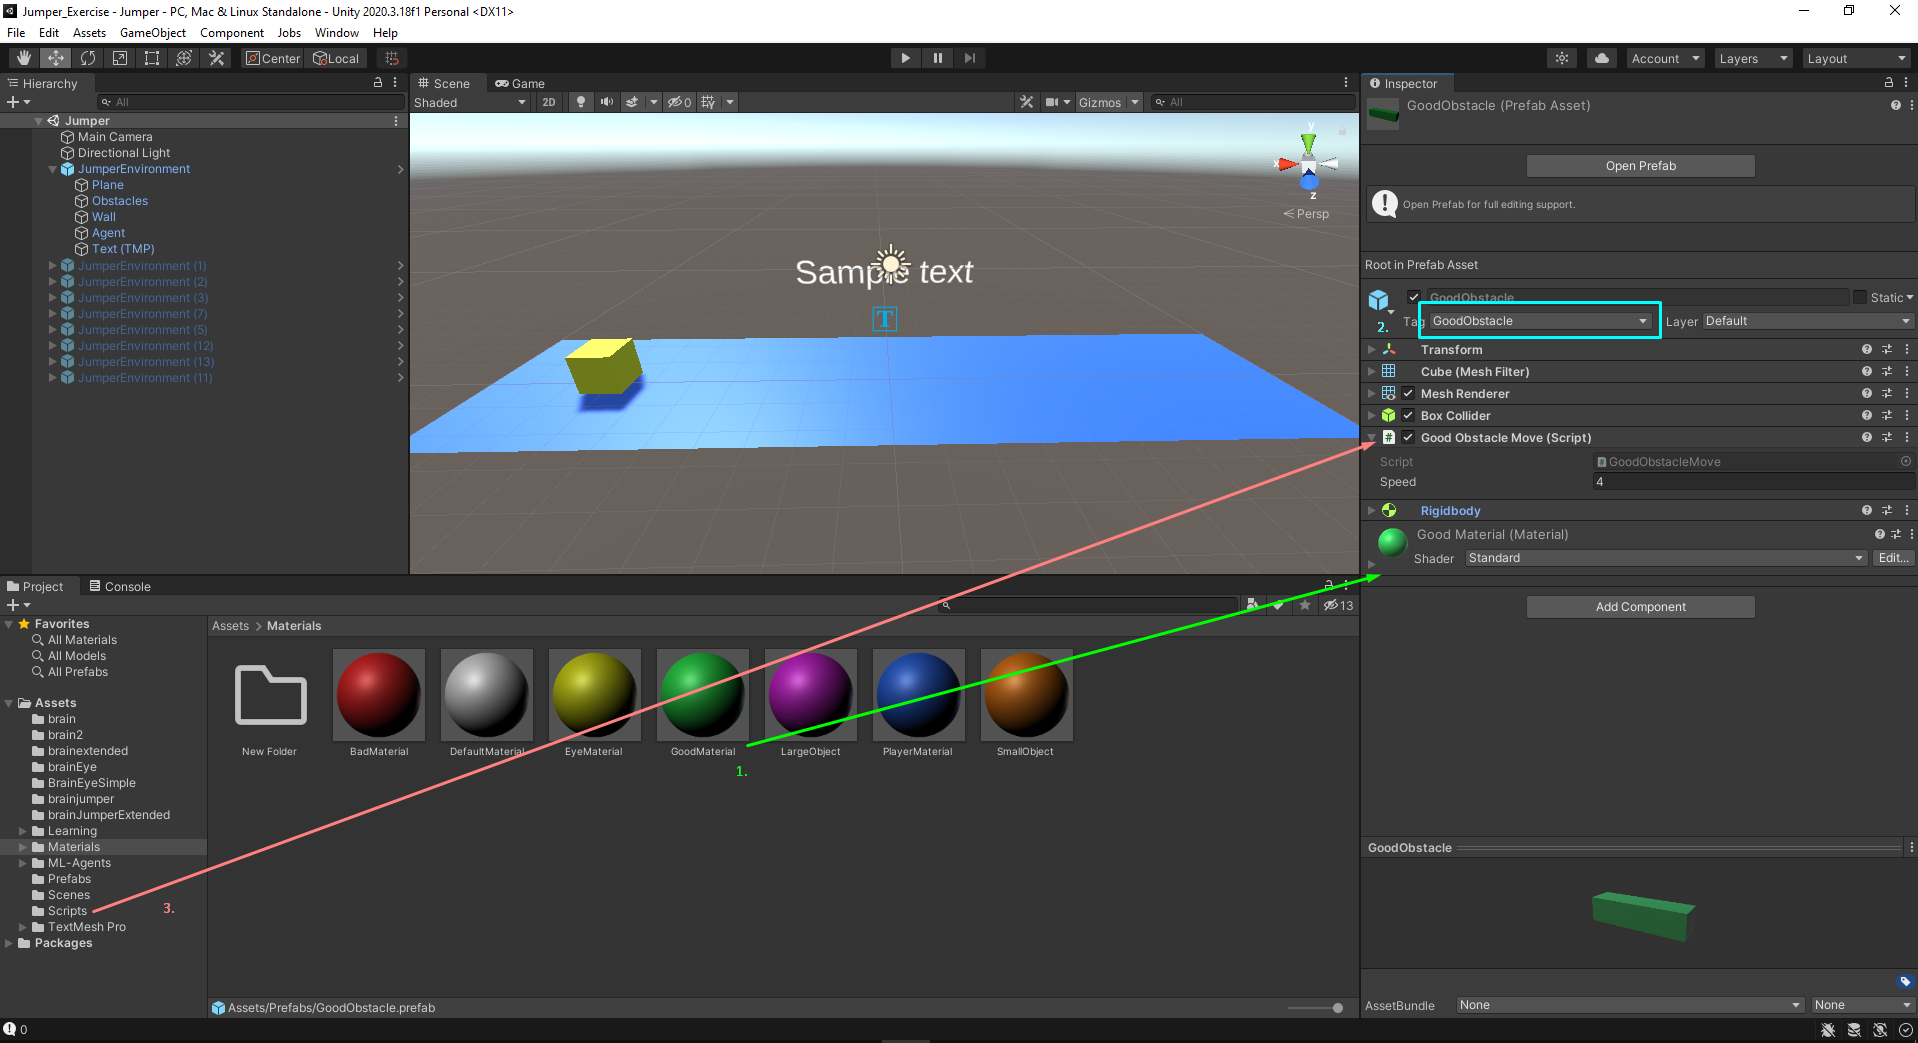 Jumper_Exercise - Jumper - PC, Mac & Linux Standalone - Unity 2020.3.18f1 Personal <DX11>
File Edit Assets GameObject Component Jobs Window Help
Center Local Account Layers Layout
Hierarchy
All
Jumper
Main Camera
Directional Light
JumperEnvironment
Plane
Obstacles
Wall
Agent
Text (TMP)
JumperEnvironment (1)
JumperEnvironment (2)
JumperEnvironment (3)
JumperEnvironment (7)
JumperEnvironment (5)
JumperEnvironment (12)
JumperEnvironment (13)
JumperEnvironment (11)
Scene Game
Shaded 2D 0 Gizmos All
y
x
z
Persp
Sample text
T
Inspector
GoodObstacle (Prefab Asset)
Open Prefab
Open Prefab for full editing support.
Root in Prefab Asset
GoodObstacle Static
2. Tag GoodObstacle Layer Default
Transform
Cube (Mesh Filter)
Mesh Renderer
Box Collider
# Good Obstacle Move (Script)
Script GoodObstacleMove
Speed 4
Rigidbody
Good Material (Material)
Shader Standard Edit...
Add Component
Project Console
13
Favorites
All Materials
All Models
All Prefabs
Assets
brain
brain2
brainextended
brainEye
BrainEyeSimple
brainjumper
brainJumperExtended
Learning
Materials
ML-Agents
Prefabs
Scenes
Scripts
TextMesh Pro
Packages
3.
Assets > Materials
New Folder BadMaterial DefaultMaterial EyeMaterial GoodMaterial LargeObject PlayerMaterial SmallObject
1.
Assets/Prefabs/GoodObstacle.prefab
GoodObstacle
AssetBundle None None
0